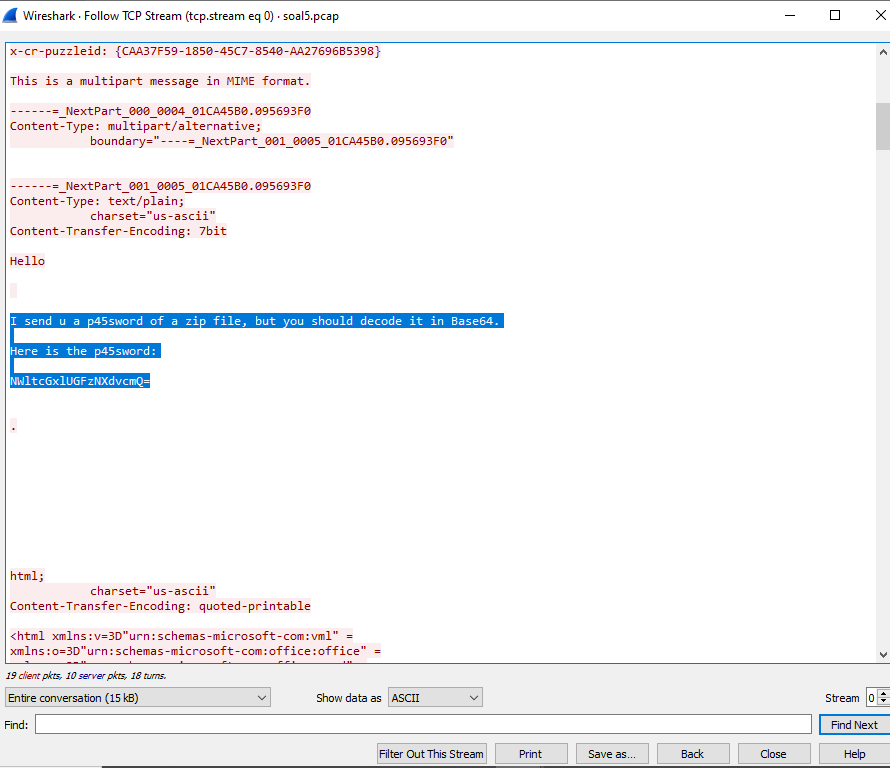 Wireshark · Follow TCP Stream (tcp.stream eq 0) · soal5.pcap
x-cr-puzzleid: {CAA37F59-1850-45C7-8540-AA27696B5398}
This is a multipart message in MIME format.
------=_NextPart_000_0004_01CA45B0.095693F0
Content-Type: multipart/alternative;
boundary="----=_NextPart_001_0005_01CA45B0.095693F0"
------=_NextPart_001_0005_01CA45B0.095693F0
Content-Type: text/plain;
charset="us-ascii"
Content-Transfer-Encoding: 7bit
Hello
I send u a p45sword of a zip file, but you should decode it in Base64.
Here is the p45sword:
NWltcGxlUGFzNXdvcmQ=
.
html;
charset="us-ascii"
Content-Transfer-Encoding: quoted-printable
<html xmlns:v=3D"urn:schemas-microsoft-com:vml" =
xmlns:o=3D"urn:schemas-microsoft-com:office:office" =
19 client pkts, 10 server pkts, 18 turns.
Entire conversation (15 kB) Show data as ASCII Stream 0
Find: Find Next
Filter Out This Stream Print Save as... Back Close Help